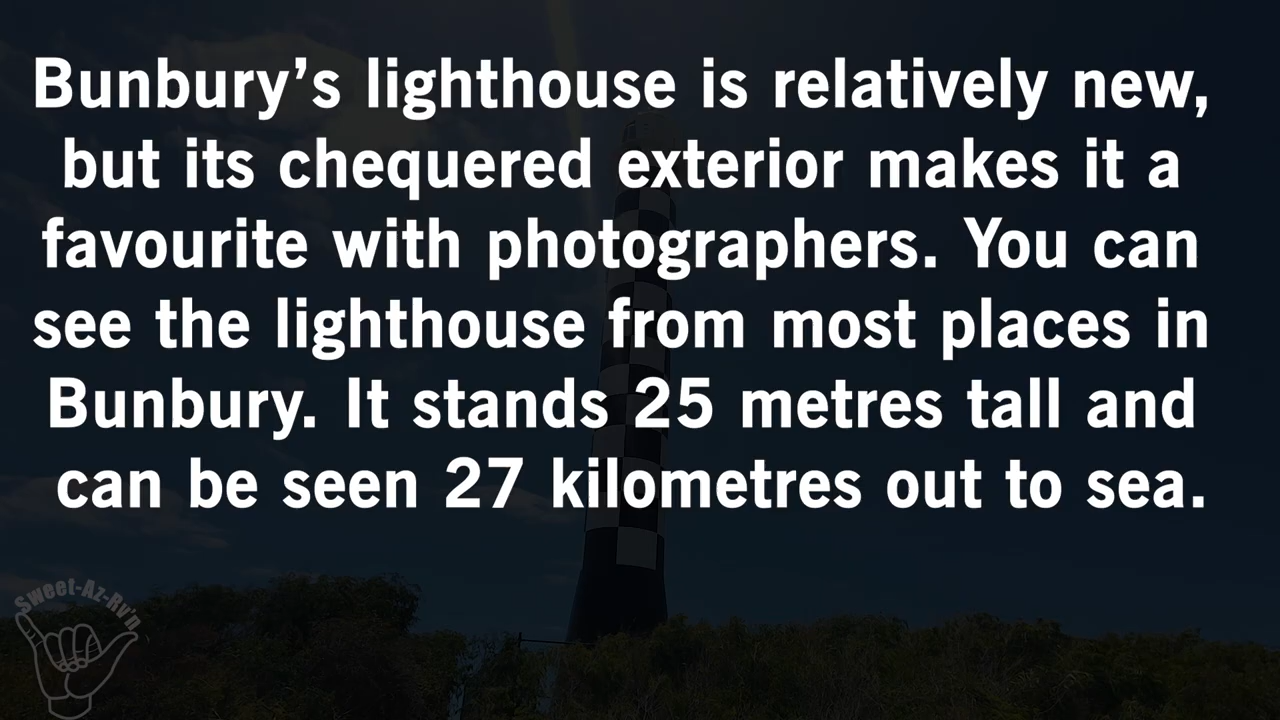 Bunbury’s lighthouse is relatively new,
but its chequered exterior makes it a
favourite with photographers. You can
see the lighthouse from most places in
Bunbury. It stands 25 metres tall and
can be seen 27 kilometres out to sea.
Sweet-Az-Rv'n